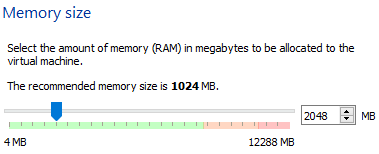 Memory size
Select the amount of memory (RAM) in megabytes to be allocated to the
virtual machine.
The recommended memory size is 1024 MB.
2048 MB
4 MB 12288 MB